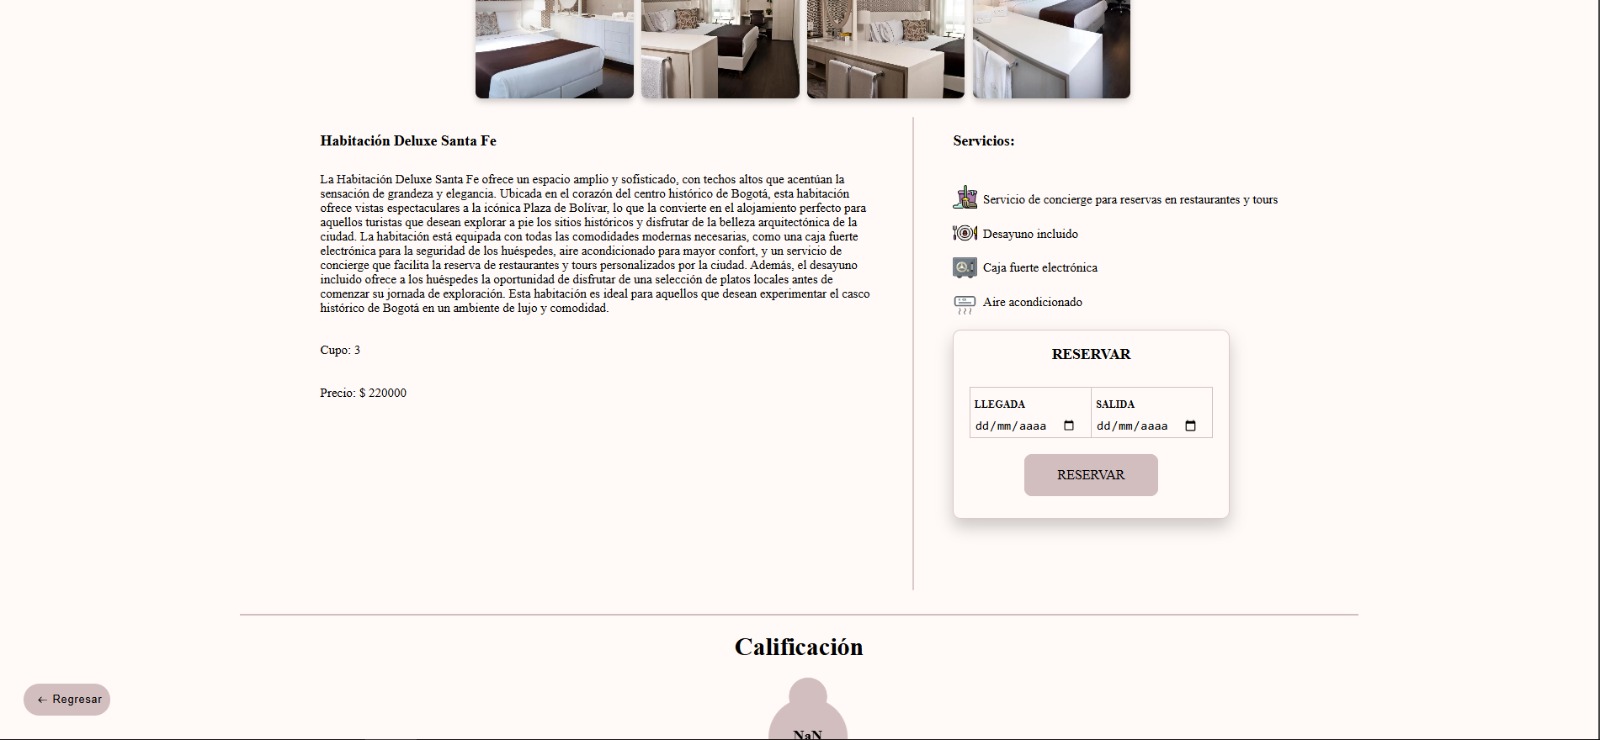 Habitación Deluxe Santa Fe
La Habitación Deluxe Santa Fe ofrece un espacio amplio y sofisticado, con techos altos que acentúan la
sensación de grandeza y elegancia. Ubicada en el corazón del centro histórico de Bogotá, esta habitación
ofrece vistas espectaculares a la icónica Plaza de Bolívar, lo que la convierte en el alojamiento perfecto para
aquellos turistas que desean explorar a pie los sitios históricos y disfrutar de la belleza arquitectónica de la
ciudad. La habitación está equipada con todas las comodidades modernas necesarias, como una caja fuerte
electrónica para la seguridad de los huéspedes, aire acondicionado para mayor confort, y un servicio de
concierge que facilita la reserva de restaurantes y tours personalizados por la ciudad. Además, el desayuno
incluido ofrece a los huéspedes la oportunidad de disfrutar de una selección de platos locales antes de
comenzar su jornada de exploración. Esta habitación es ideal para aquellos que desean experimentar el casco
histórico de Bogotá en un ambiente de lujo y comodidad.
Cupo: 3
Precio: $ 220000
Servicios:
Servicio de concierge para reservas en restaurantes y tours
Desayuno incluido
Caja fuerte electrónica
Aire acondicionado
RESERVAR
LLEGADA
dd/mm/aaaa
SALIDA
dd/mm/aaaa
RESERVAR
Calificación
← Regresar
NaN